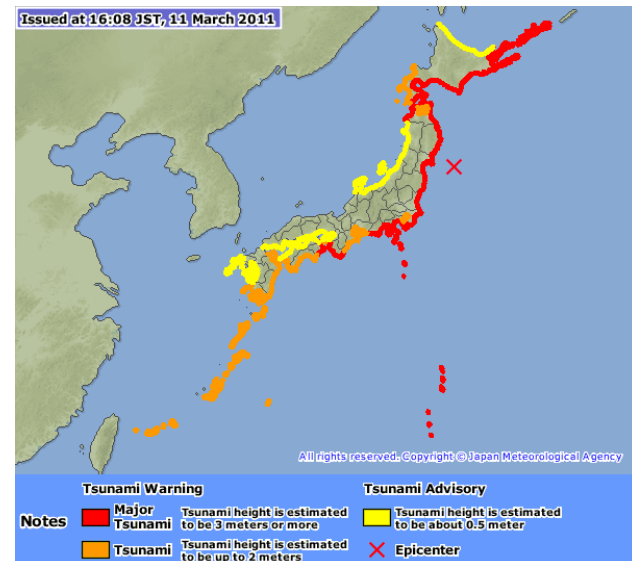 Issued at 16:08 JST, 11 March 2011
All rights reserved. Copyright © Japan Meteorological Agency
Notes
Tsunami Warning
Major Tsunami
Tsunami height is estimated
to be 3 meters or more
Tsunami
Tsunami height is estimated
to be up to 2 meters
Tsunami Advisory
Tsunami height is estimated
to be about 0.5 meter
Epicenter